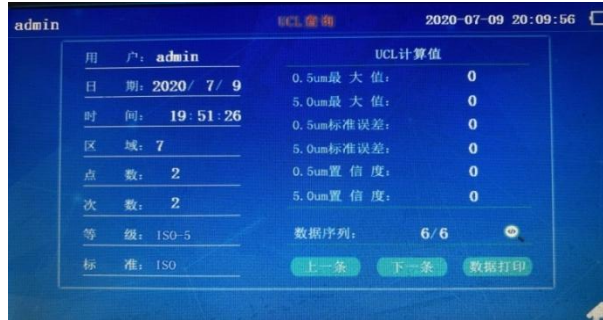 admin
UCL查询
2020-07-09 20:09:56
用 户: admin
日 期: 2020/ 7/ 9
时 间: 19:51:26
区 域: 7
点 数: 2
次 数: 2
等 级: ISO-5
标 准: ISO
UCL计算值
0.5um最 大 值: 0
5.0um最 大 值: 0
0.5um标准误差: 0
5.0um标准误差: 0
0.5um置 信 度: 0
5.0um置 信 度: 0
数据序列: 6/6
上一条
下一条
数据打印